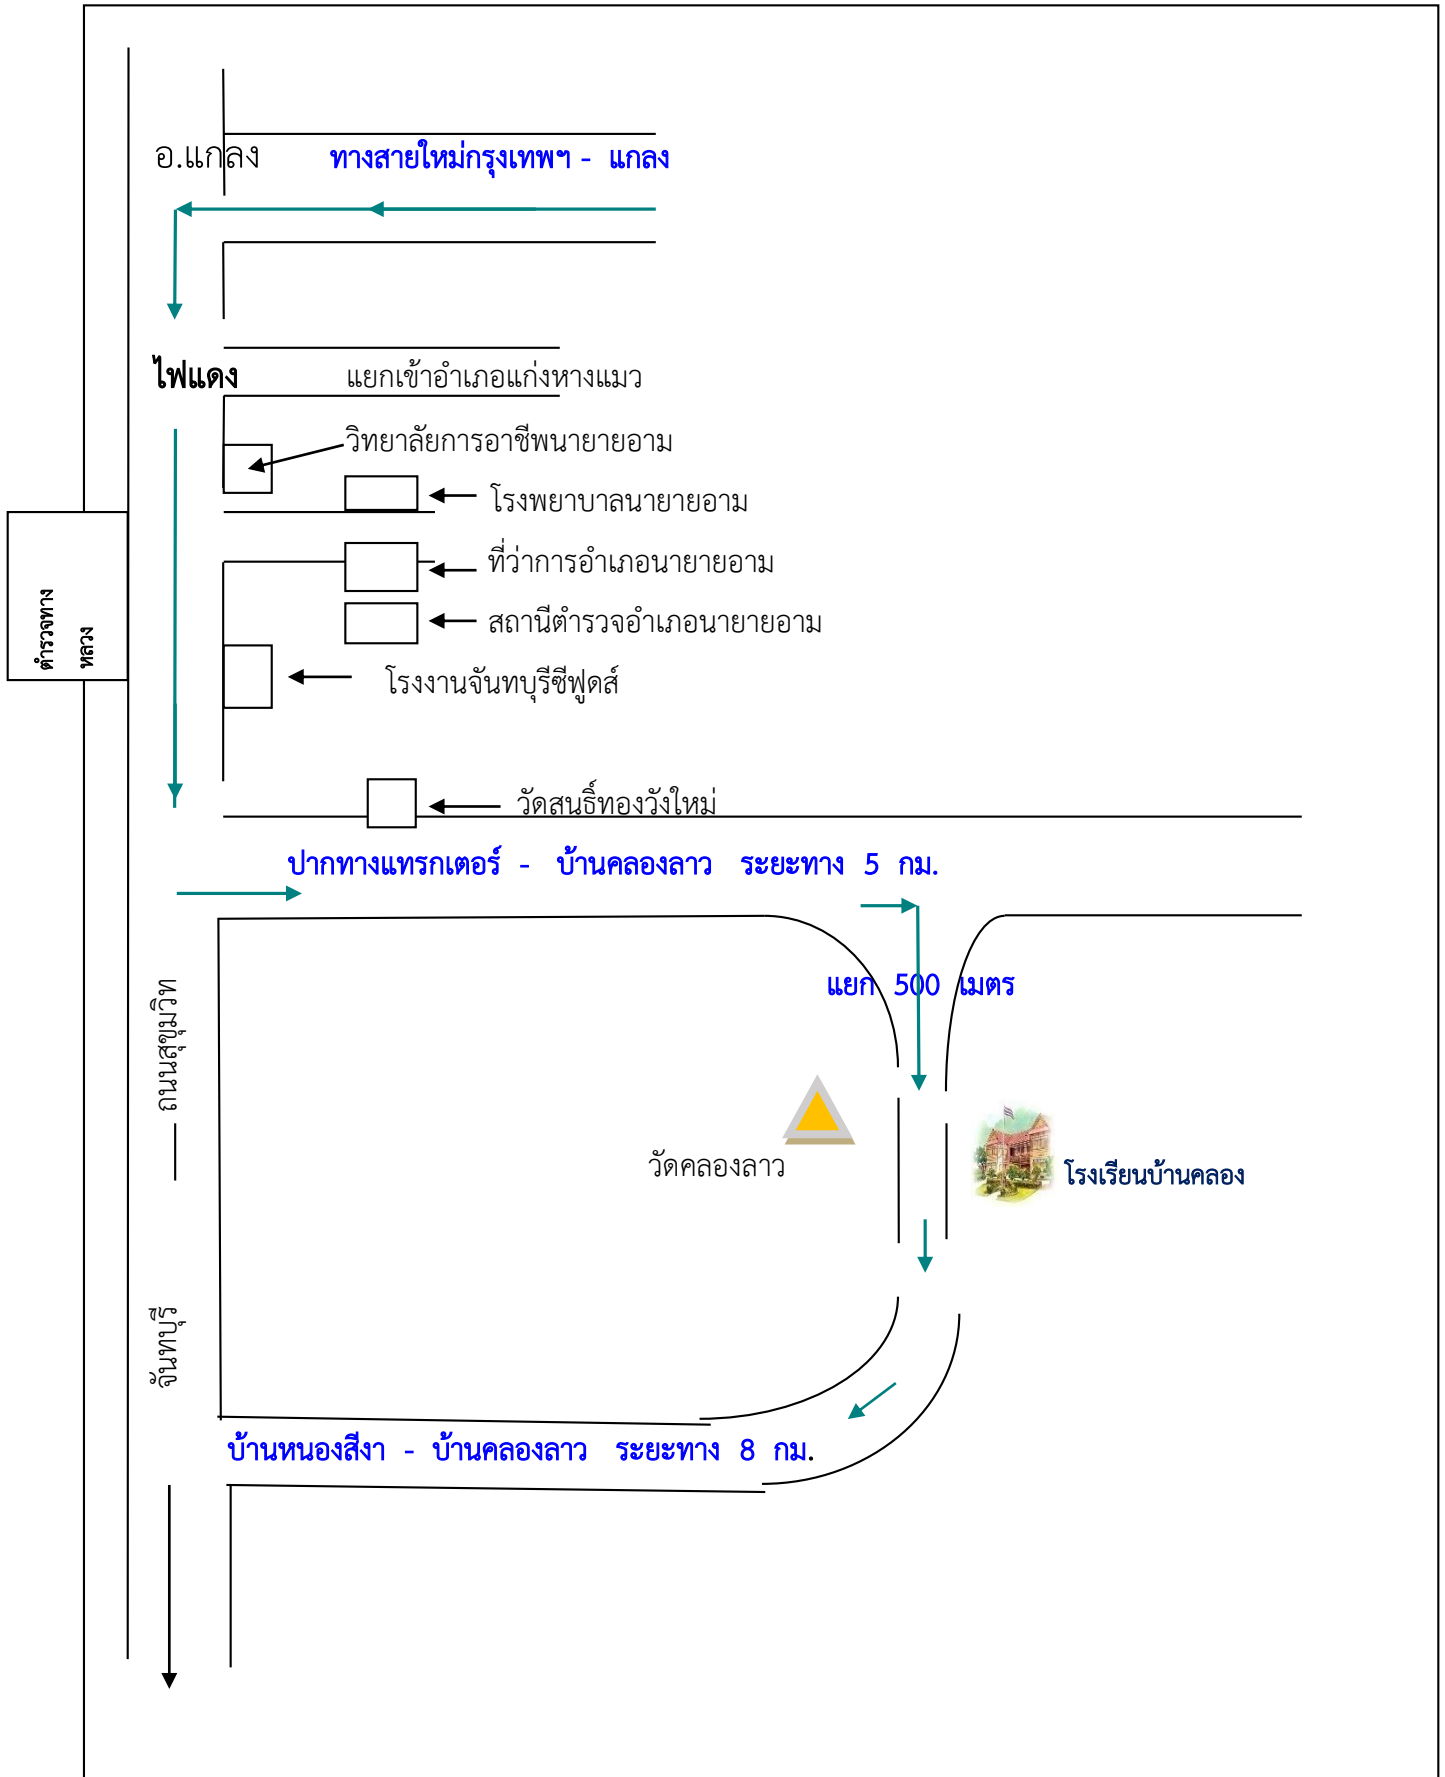 อ.แกลง ทางสายใหม่กรุงเทพฯ - แกลง
ไฟแดง แยกเข้าอำเภอแก่งหางแมว
วิทยาลัยการอาชีพนายายอาม
โรงพยาบาลนายายอาม
ที่ว่าการอำเภอนายายอาม
ตำรวจทาง
หลวง
สถานีตำรวจอำเภอนายายอาม
โรงงานจันทบุรีซีฟูดส์
วัดสนธิ์ทองวังใหม่
ปากทางแทรกเตอร์ - บ้านคลองลาว ระยะทาง 5 กม.
แยก 500 เมตร
ถนนสุขุมวิท
วัดคลองลาว
โรงเรียนบ้านคลอง
จันทบุรี
บ้านหนองสีงา - บ้านคลองลาว ระยะทาง 8 กม.